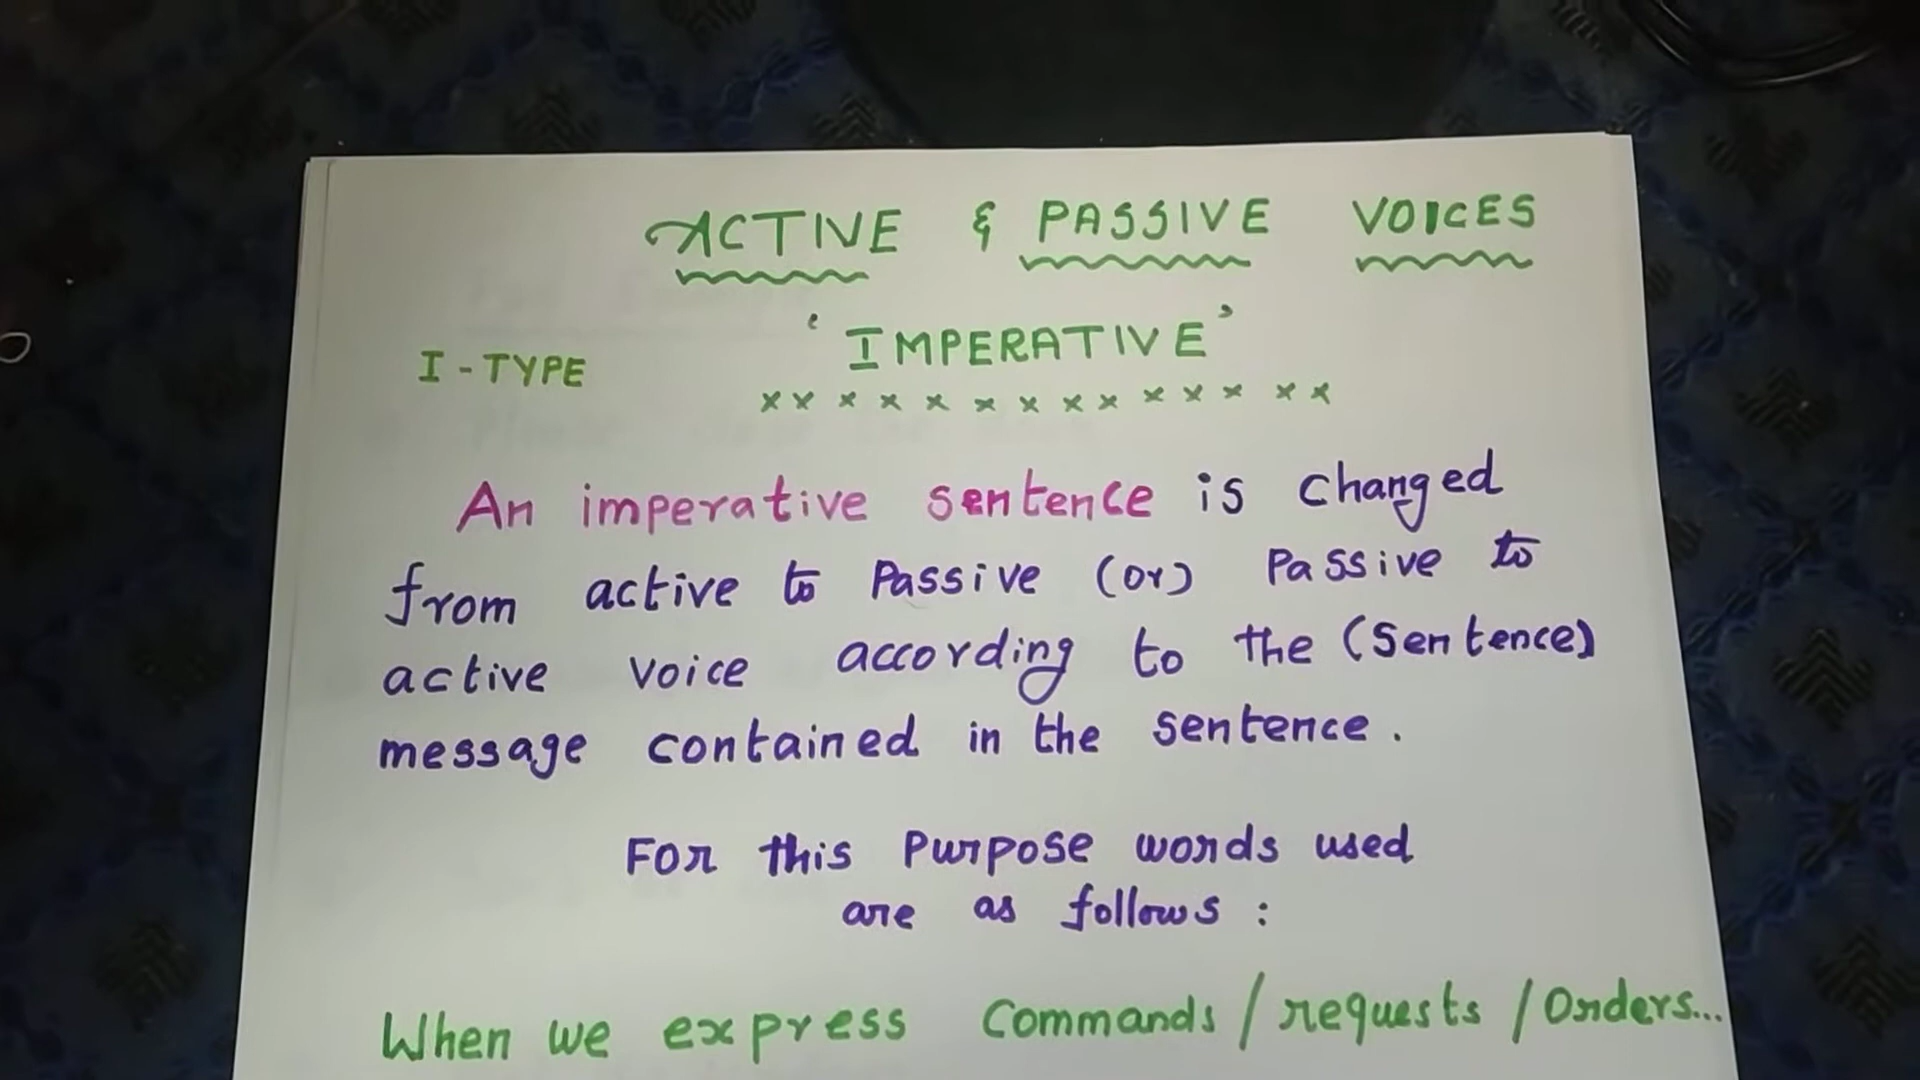 ACTIVE & PASSIVE VOICES
I-TYPE 'IMPERATIVE'
An imperative sentence is changed
from active to Passive (or) Passive to
active voice according to the (Sentence)
message contained in the sentence.
For this Purpose words used
are as follows :
When we express Commands/requests/Orders...